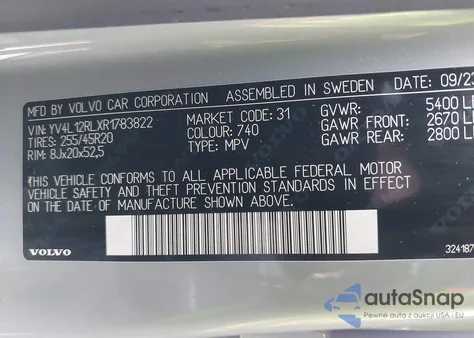 MFD BY VOLVO CAR CORPORATION ASSEMBLED IN SWEDEN DATE: 09/23
VIN: YV4L12RLXR1783822 MARKET CODE: 31 GVWR: 5400 LB
TIRES: 255/45R20 COLOUR: 740 GAWR FRONT: 2670 LB
RIM: 8Jx20x52,5 TYPE: MPV GAWR REAR: 2800 LB
THIS VEHICLE CONFORMS TO ALL APPLICABLE FEDERAL MOTOR
VEHICLE SAFETY AND THEFT PREVENTION STANDARDS IN EFFECT ON
THE DATE OF MANUFACTURE SHOWN ABOVE.
VOLVO 324187
autoSnap
Pewne auta z USA i EU